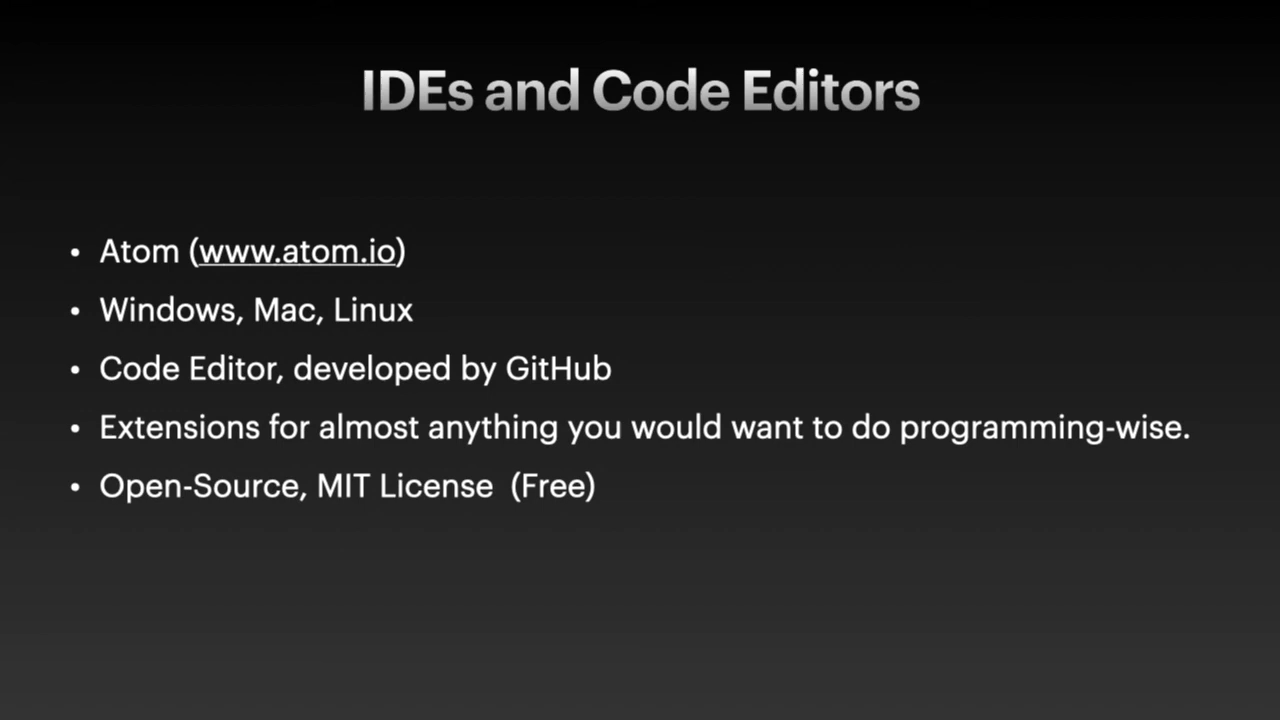 IDEs and Code Editors
• Atom (www.atom.io)
• Windows, Mac, Linux
• Code Editor, developed by GitHub
• Extensions for almost anything you would want to do programming-wise.
• Open-Source, MIT License (Free)